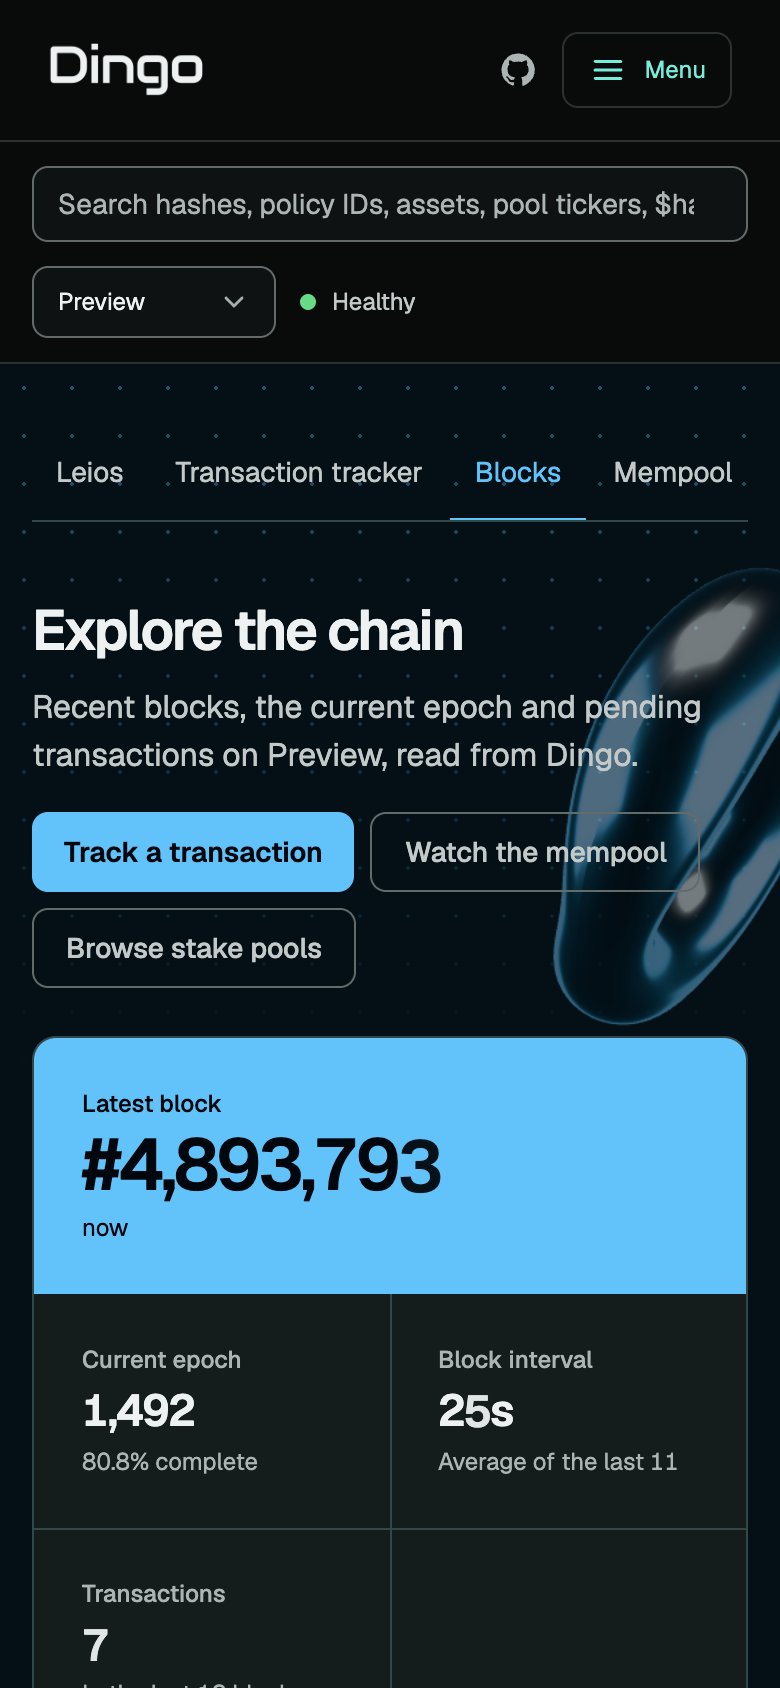 Dingo
Menu
Search hashes, policy IDs, assets, pool tickers, $ha
Preview
Healthy
Leios Transaction tracker Blocks Mempool
Explore the chain
Recent blocks, the current epoch and pending
transactions on Preview, read from Dingo.
Track a transaction Watch the mempool
Browse stake pools
Latest block
#4,893,793
now
Current epoch
1,492
80.8% complete
Block interval
25s
Average of the last 11
Transactions
7